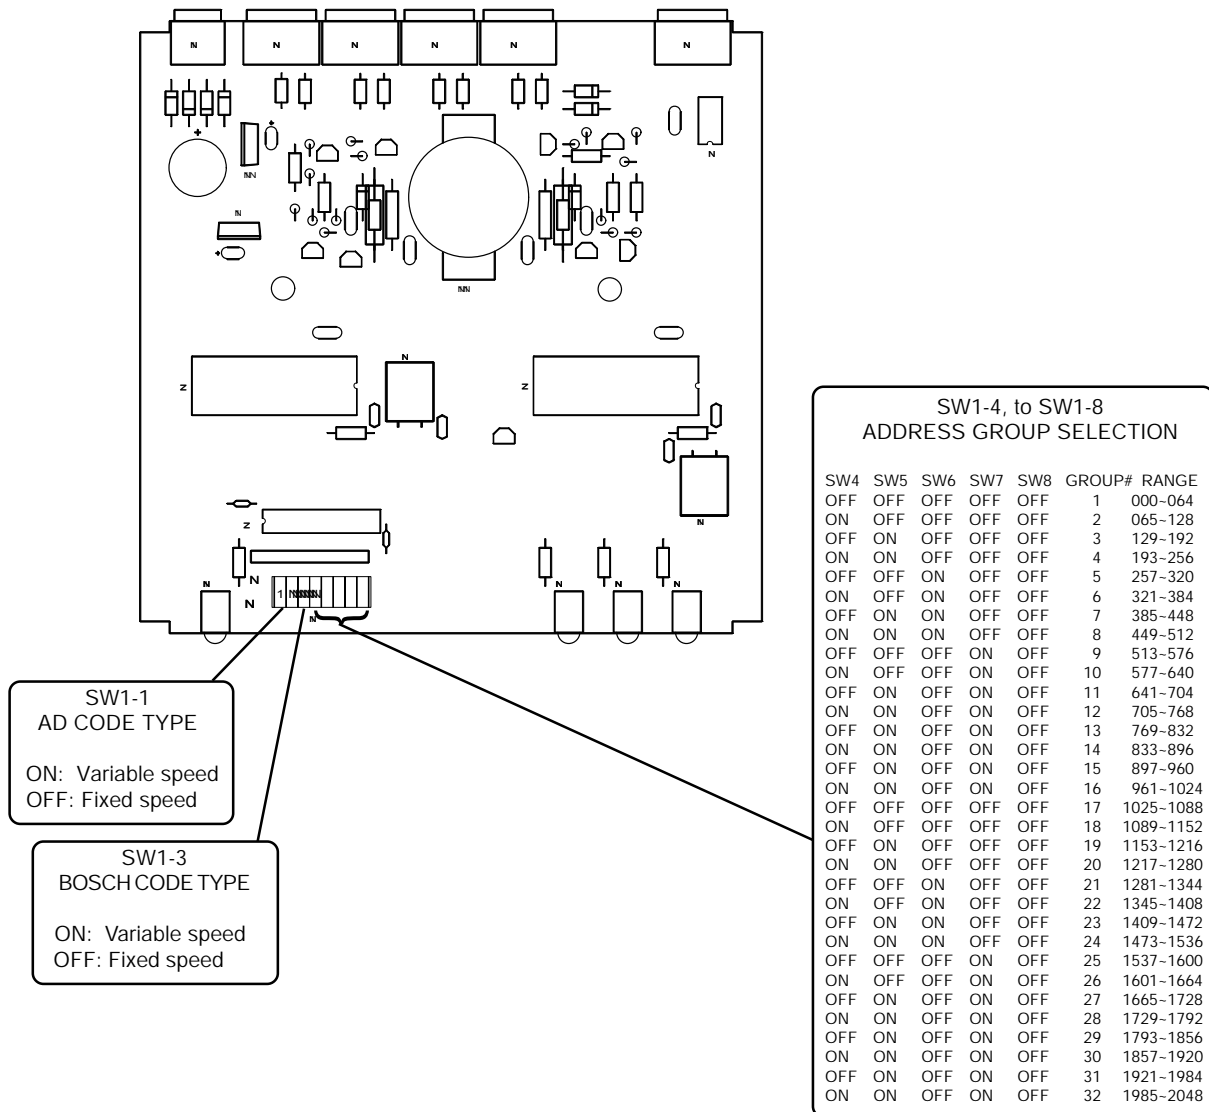 N N N N N N
N
+
+
NN
N
+
NN
N
N
N
N
N
N
N
1 NNNNN
N
N
N
N
N
N
SW1-1
AD CODE TYPE
ON: Variable speed
OFF: Fixed speed
SW1-3
BOSCH CODE TYPE
ON: Variable speed
OFF: Fixed speed
SW1-4, to SW1-8
ADDRESS GROUP SELECTION
SW4 SW5 SW6 SW7 SW8 GROUP# RANGE
OFF OFF OFF OFF OFF 1 000~064
ON OFF OFF OFF OFF 2 065~128
OFF ON OFF OFF OFF 3 129~192
ON ON OFF OFF OFF 4 193~256
OFF OFF ON OFF OFF 5 257~320
ON OFF ON OFF OFF 6 321~384
OFF ON ON OFF OFF 7 385~448
ON ON ON OFF OFF 8 449~512
OFF OFF OFF ON OFF 9 513~576
ON OFF OFF ON OFF 10 577~640
OFF ON OFF ON OFF 11 641~704
ON ON OFF ON OFF 12 705~768
OFF ON OFF ON OFF 13 769~832
ON ON OFF ON OFF 14 833~896
OFF ON OFF ON OFF 15 897~960
ON ON OFF ON OFF 16 961~1024
OFF OFF OFF OFF OFF 17 1025~1088
ON OFF OFF OFF OFF 18 1089~1152
OFF ON OFF OFF OFF 19 1153~1216
ON ON OFF OFF OFF 20 1217~1280
OFF OFF ON OFF OFF 21 1281~1344
ON OFF ON OFF OFF 22 1345~1408
OFF ON ON OFF OFF 23 1409~1472
ON ON ON OFF OFF 24 1473~1536
OFF OFF OFF ON OFF 25 1537~1600
ON OFF OFF ON OFF 26 1601~1664
OFF ON OFF ON OFF 27 1665~1728
ON ON OFF ON OFF 28 1729~1792
OFF ON OFF ON OFF 29 1793~1856
ON ON OFF ON OFF 30 1857~1920
OFF ON OFF ON OFF 31 1921~1984
ON ON OFF ON OFF 32 1985~2048